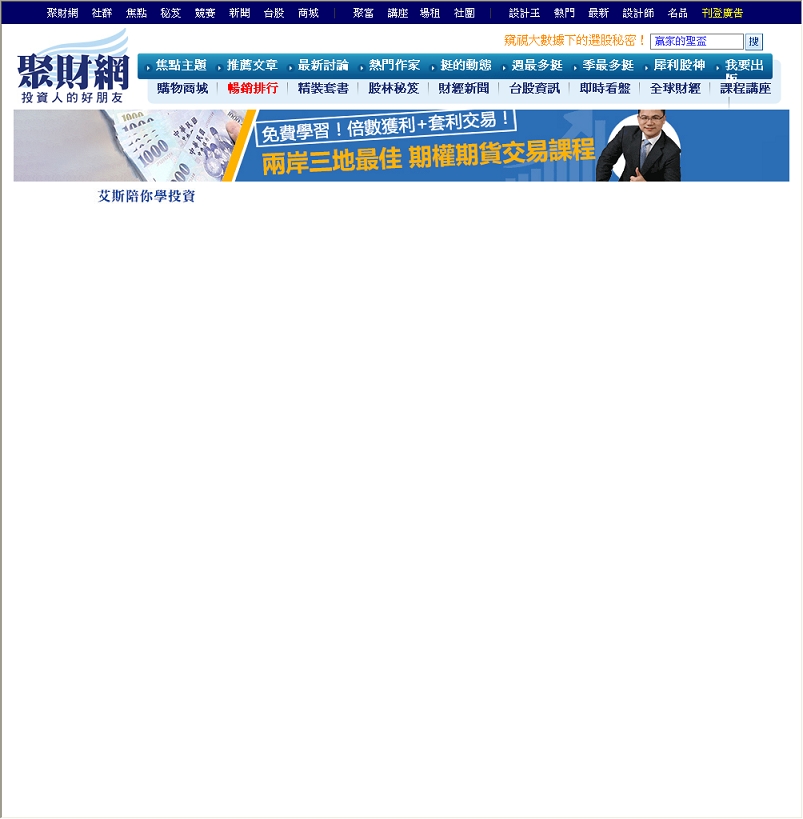 聚財網 社群 焦點 秘笈 競賽 新聞 台股 商城 | 聚富 講座 場租 社團 | 設計王 熱門 最新 設計師 名品 刊登廣告
窺視大數據下的選股秘密! 贏家的聖盃 搜
聚財網
投資人的好朋友
焦點主題 推薦文章 最新討論 熱門作家 挺的動態 週最多挺 季最多挺 犀利股神 我要出版
購物商城 暢銷排行 精裝套書 股林秘笈 財經新聞 台股資訊 即時看盤 全球財經 課程講座
免費學習!倍數獲利+套利交易!
兩岸三地最佳 期權期貨交易課程
艾斯陪你學投資